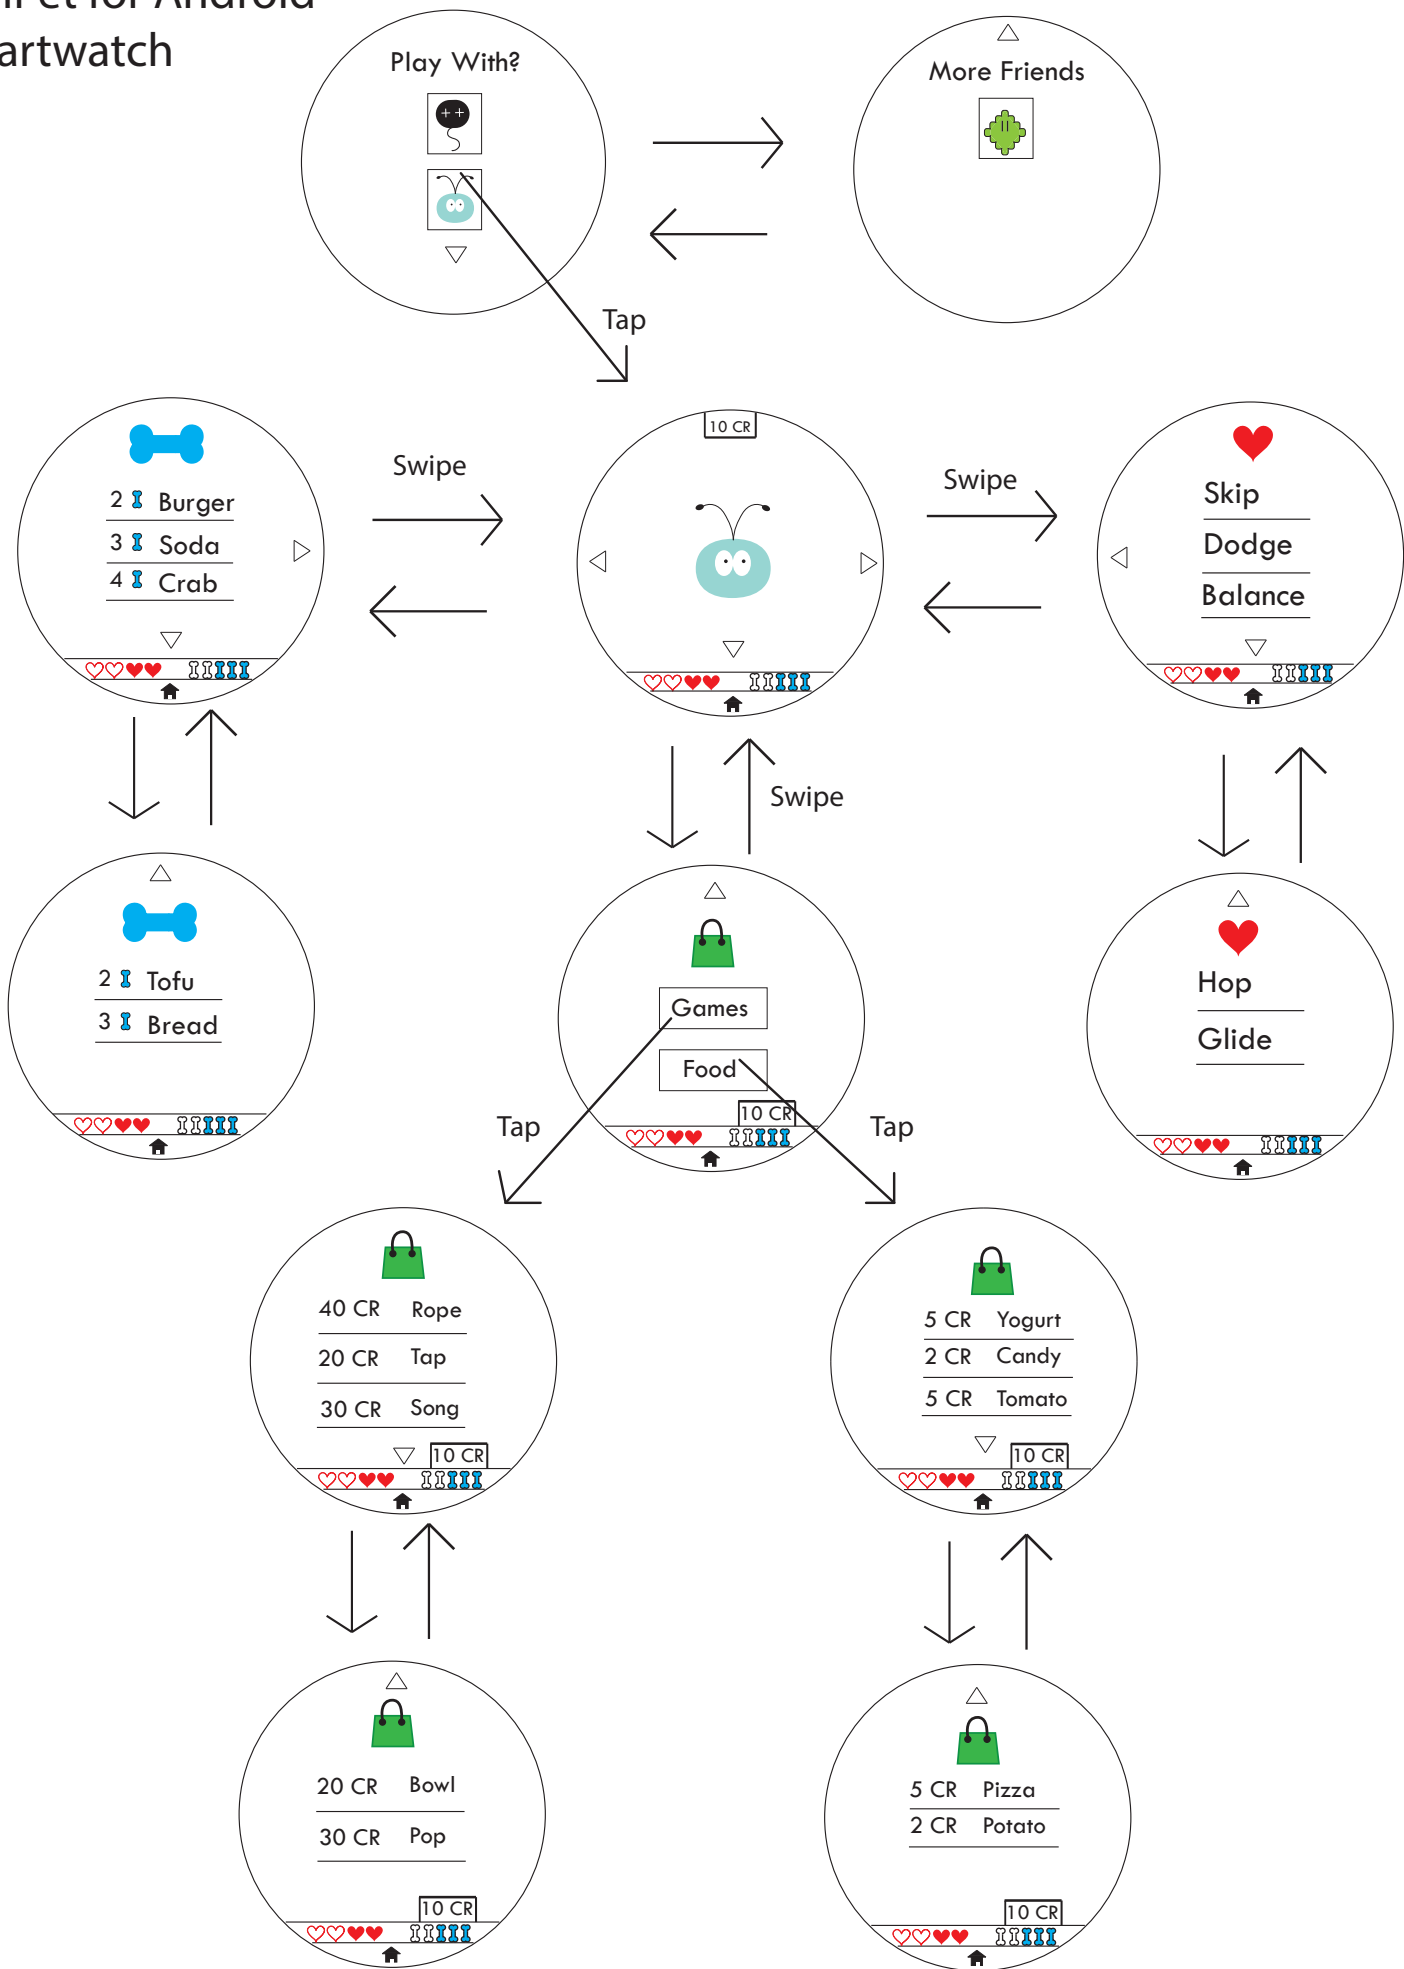 for Android
artwatch
Play With?
More Friends
Tap
10 CR
Swipe
Swipe
2 Burger
3 Soda
4 Crab
Skip
Dodge
Balance
Swipe
2 Tofu
3 Bread
Games
Food
10 CR
Hop
Glide
Tap
Tap
40 CR Rope
20 CR Tap
30 CR Song
10 CR
5 CR Yogurt
2 CR Candy
5 CR Tomato
10 CR
20 CR Bowl
30 CR Pop
10 CR
5 CR Pizza
2 CR Potato
10 CR